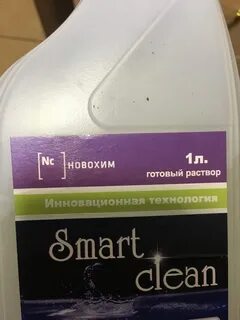 [Nc] НОВОХИМ
1л.
готовый раствор
Инновационная технология
Smart
clean